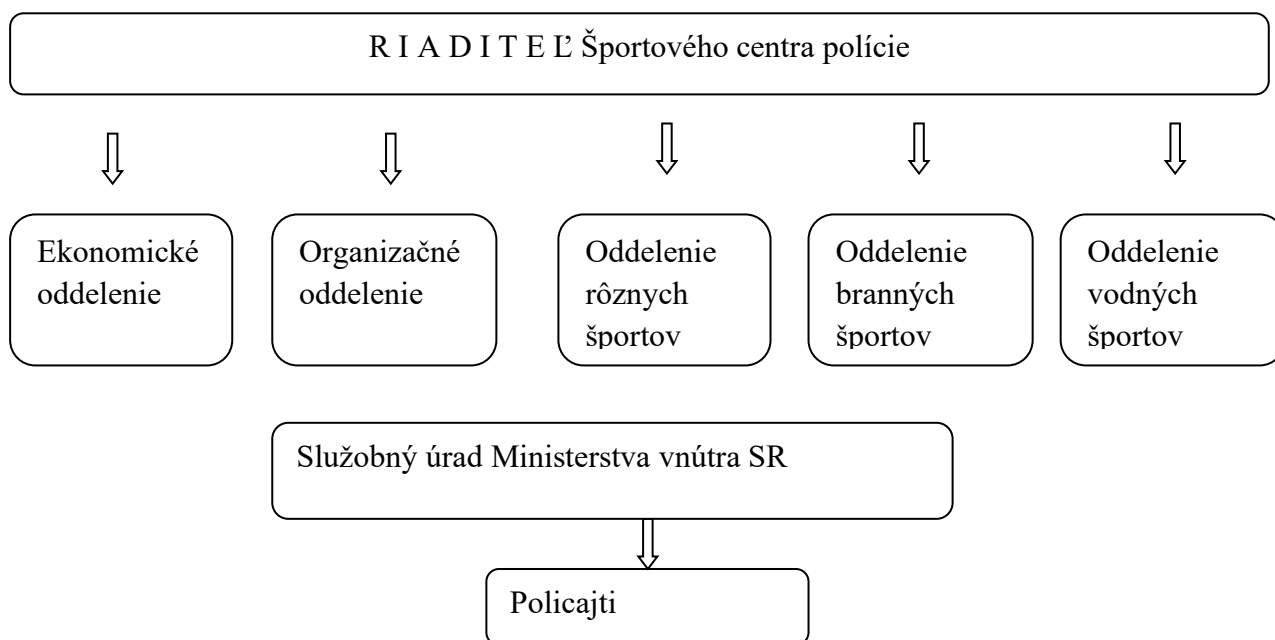 R I A D I T E Ľ Športového centra polície
Ekonomické
oddelenie
Organizačné
oddelenie
Oddelenie
rôznych
športov
Oddelenie
branných
športov
Oddelenie
vodných
športov
Služobný úrad Ministerstva vnútra SR
Policajti